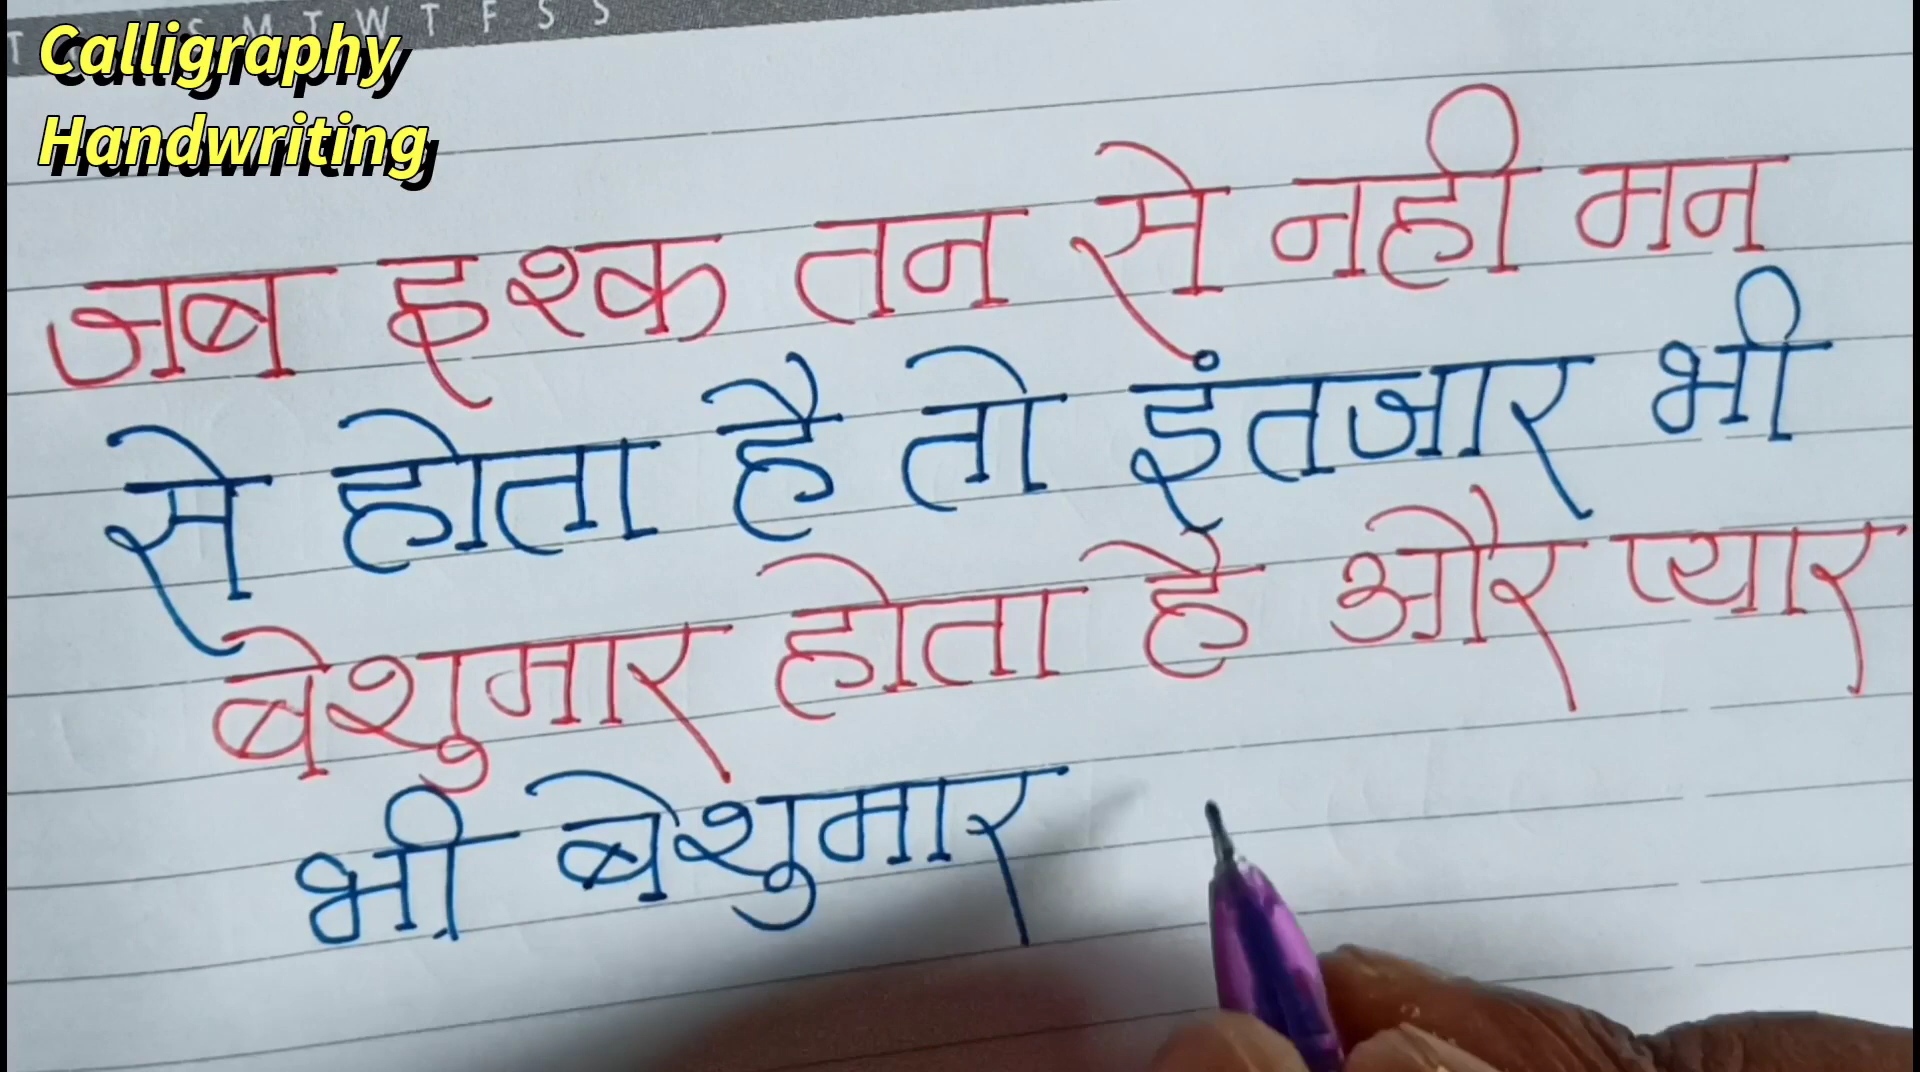 T S M T W T F S S
Calligraphy
Handwriting
जब इश्क तन से नही मन
से होता है तो इंतजार भी
बेशुमार होता है और प्यार
भी बेशुमार